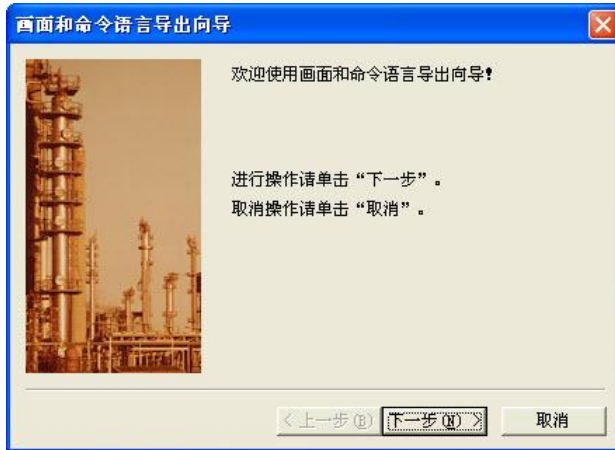 画面和命令语言导出向导
欢迎使用画面和命令语言导出向导!
进行操作请单击“下一步”。
取消操作请单击“取消”。
< 上一步(B) 下一步(N) > 取消